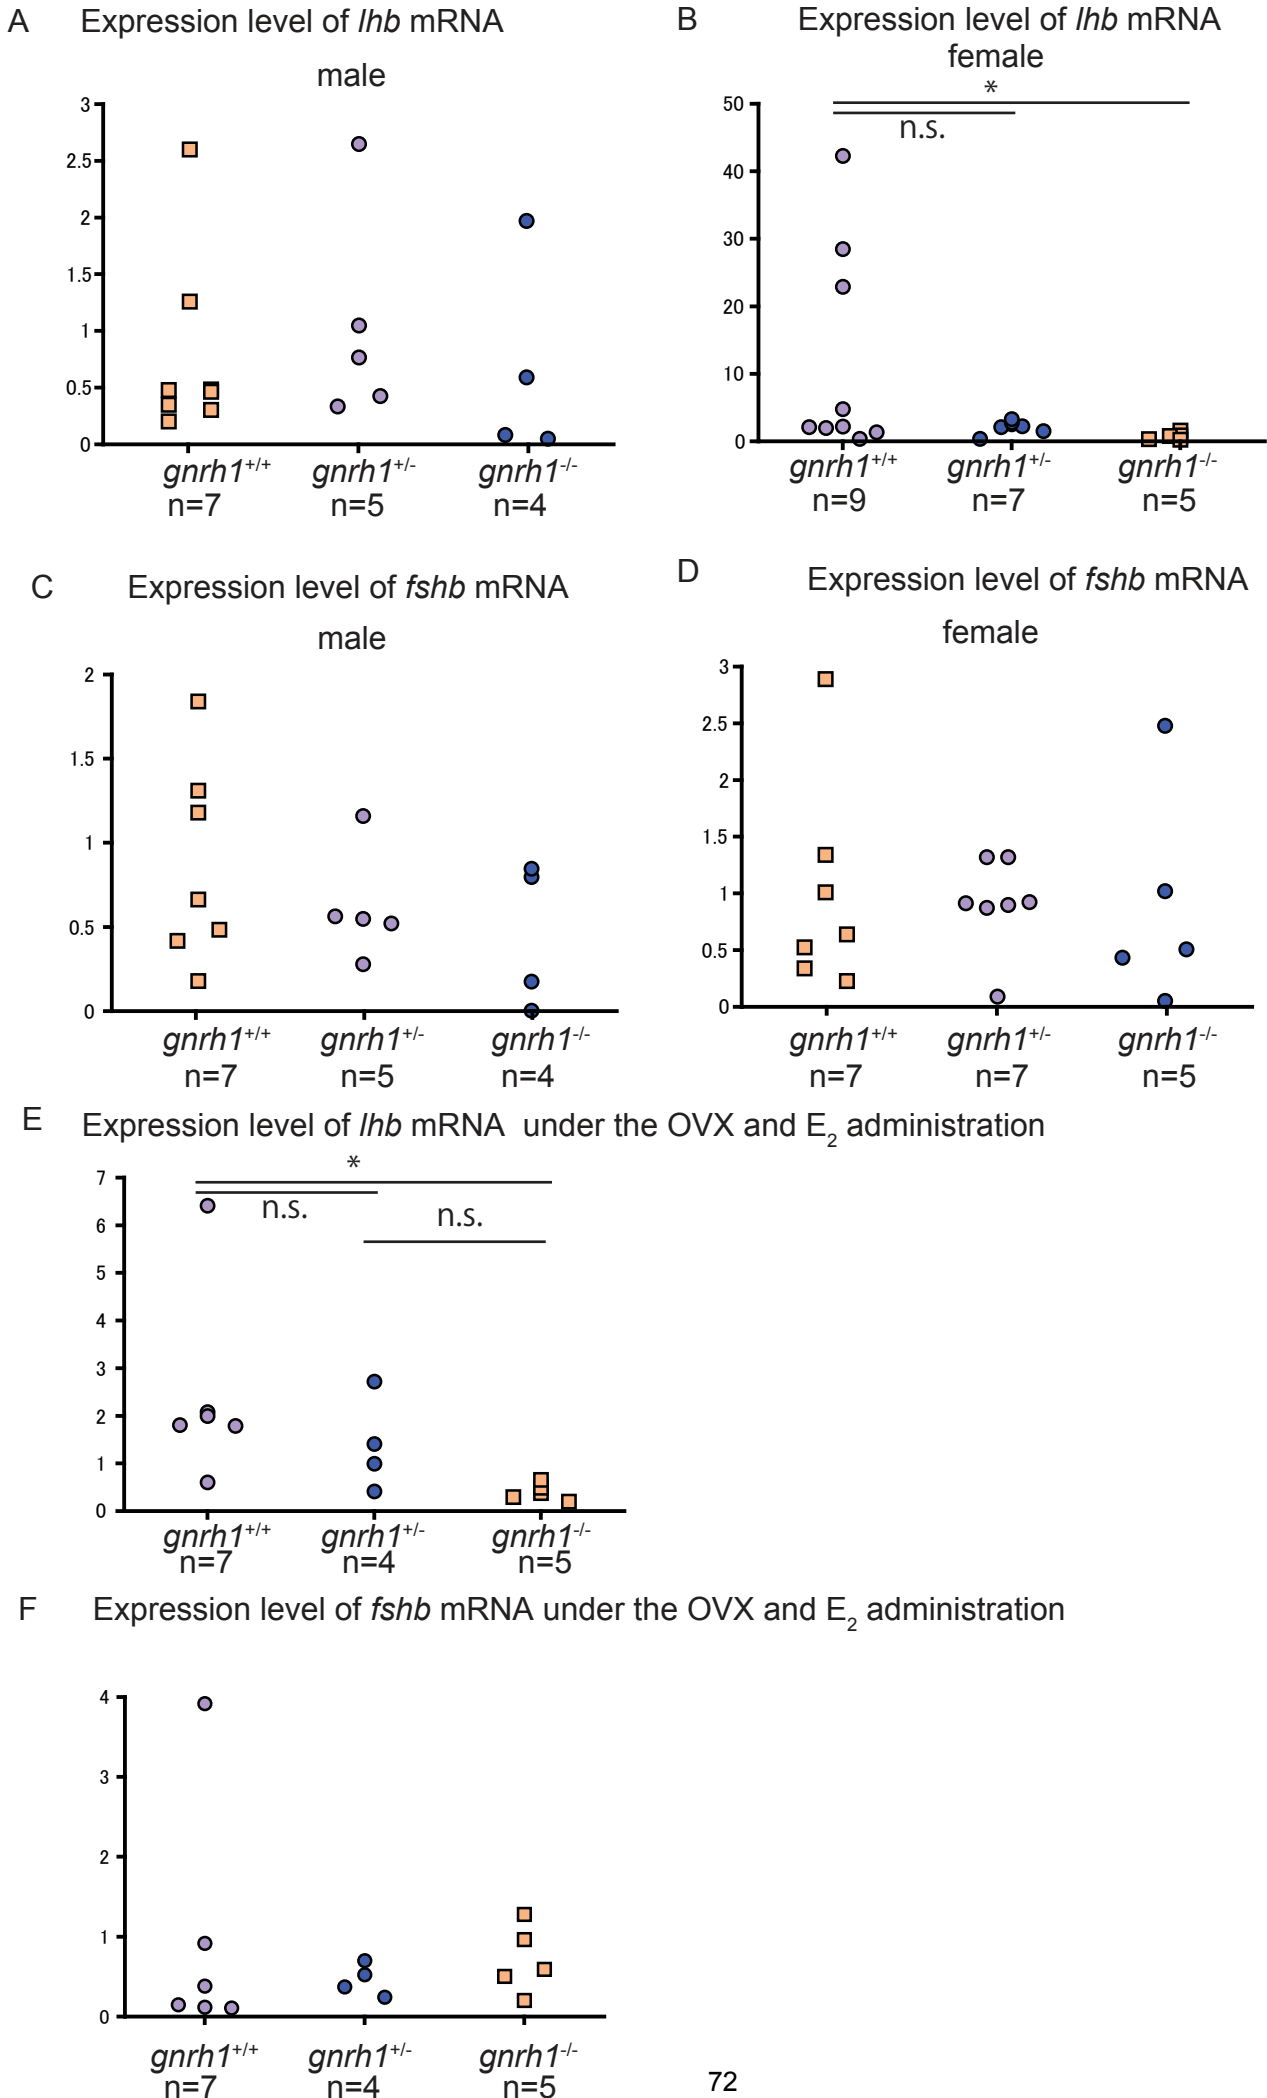 A Expression level of lhb mRNA
male
3
2.5
2
1.5
1
0.5
0
gnrh1+/+ gnrh1+/- gnrh1-/-
n=7 n=5 n=4
B Expression level of lhb mRNA
female
*
n.s.
50
40
30
20
10
0
gnrh1+/+ gnrh1+/- gnrh1-/-
n=9 n=7 n=5
C Expression level of fshb mRNA
male
2
1.5
1
0.5
0
gnrh1+/+ gnrh1+/- gnrh1-/-
n=7 n=5 n=4
D Expression level of fshb mRNA
female
3
2.5
2
1.5
1
0.5
0
gnrh1+/+ gnrh1+/- gnrh1-/-
n=7 n=7 n=5
E Expression level of lhb mRNA under the OVX and E2 administration
*
n.s. n.s.
7
6
5
4
3
2
1
0
gnrh1+/+ gnrh1+/- gnrh1-/-
n=7 n=4 n=5
F Expression level of fshb mRNA under the OVX and E2 administration
4
3
2
1
0
gnrh1+/+ gnrh1+/- gnrh1-/-
n=7 n=4 n=5
72